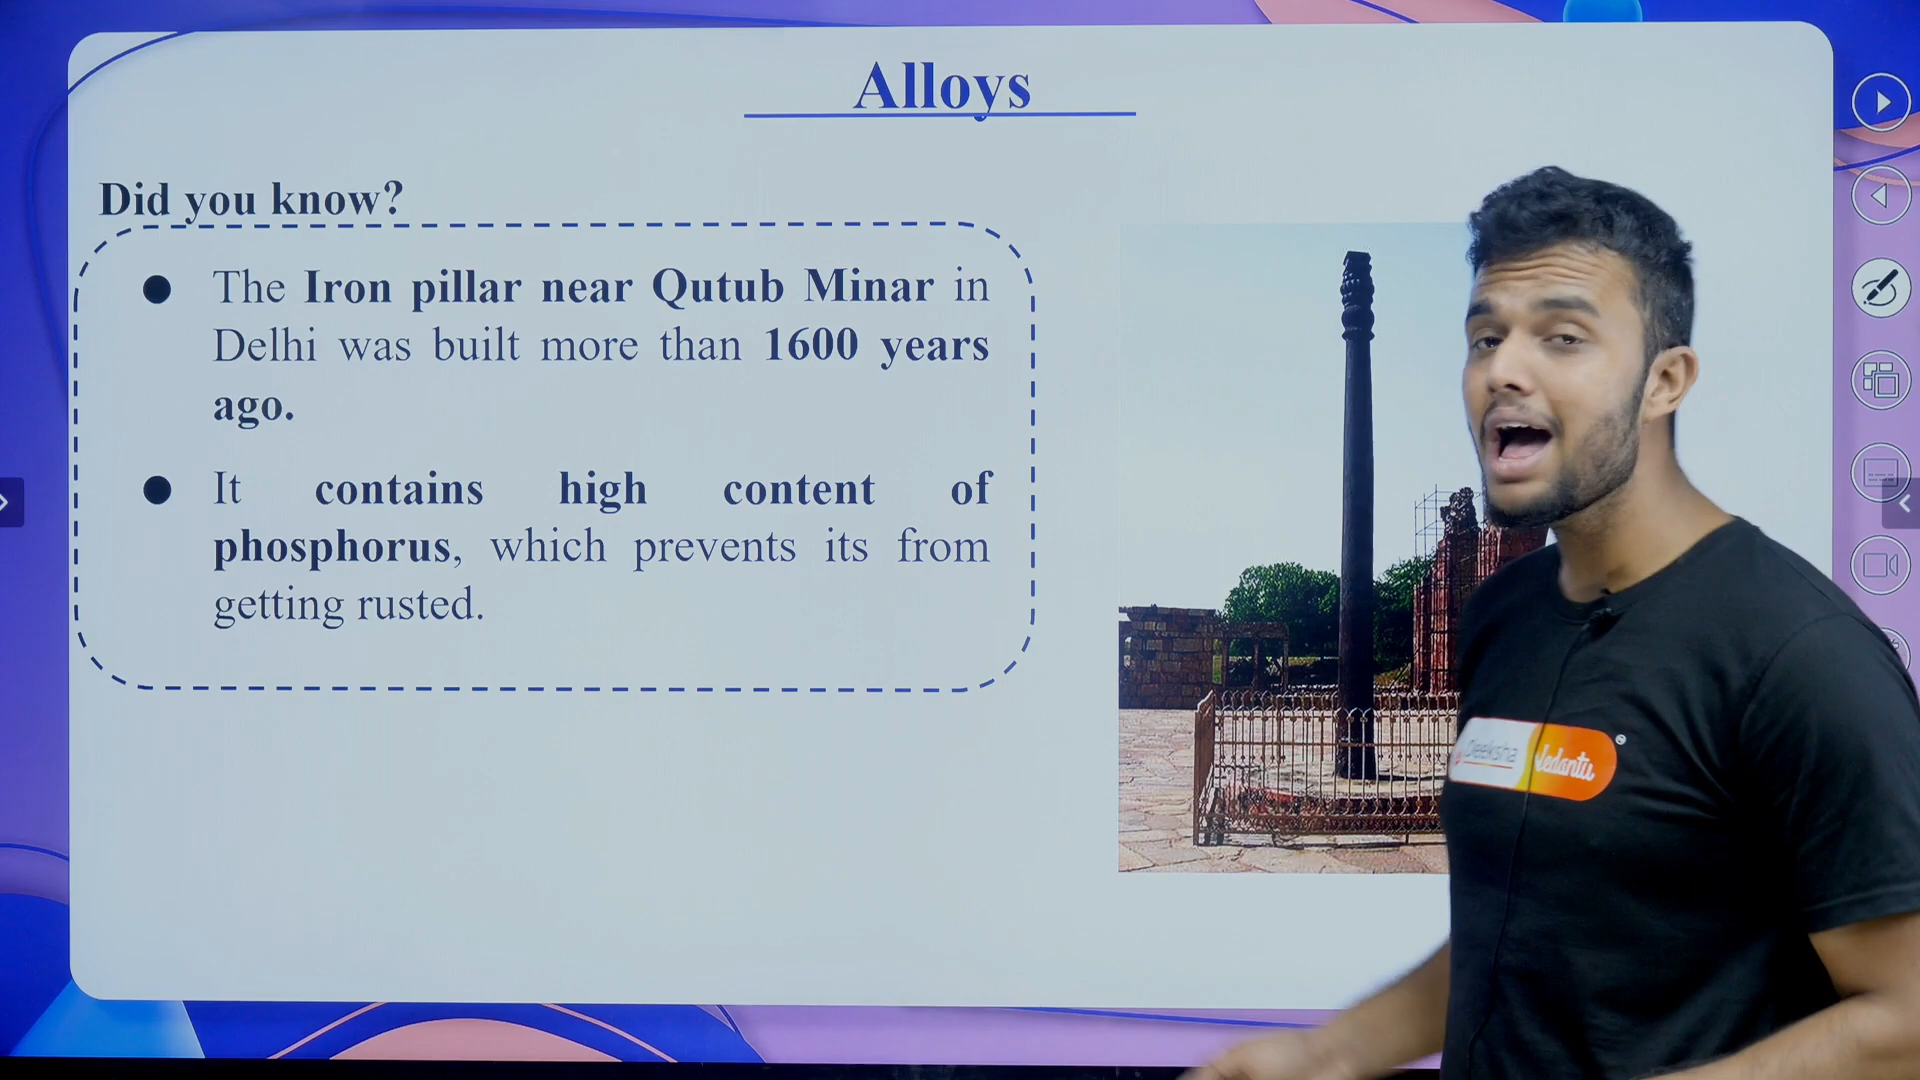 Alloys
Did you know?
● The Iron pillar near Qutub Minar in
Delhi was built more than 1600 years
ago.
● It contains high content of
phosphorus, which prevents its from
getting rusted.
Deeksha Vedantu